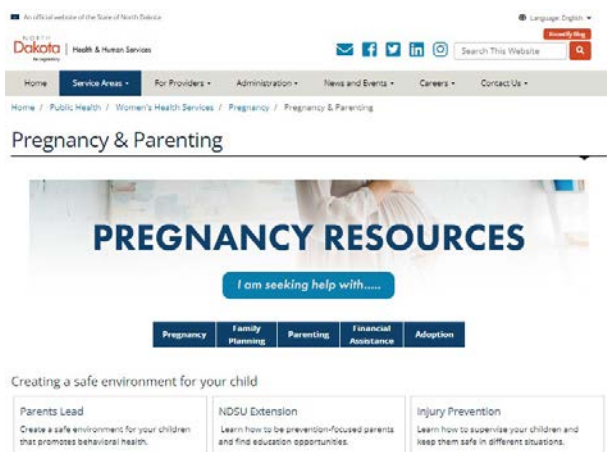 An official website of the State of North Dakota
Language: English
NORTH
Dakota | Health & Human Services
Be Legendary
Search This Website
Home
Service Areas
For Providers
Administration
News and Events
Careers
Contact Us
Home / Public Health / Women's Health Services / Pregnancy / Pregnancy & Parenting
Pregnancy & Parenting
PREGNANCY RESOURCES
I am seeking help with.....
Pregnancy
Family
Planning
Parenting
Financial
Assistance
Adoption
Creating a safe environment for your child
Parents Lead
Create a safe environment for your children
that promotes behavioral health.
NDSU Extension
Learn how to be prevention-focused parents
and find education opportunities.
Injury Prevention
Learn how to supervise your children and
keep them safe in different situations.